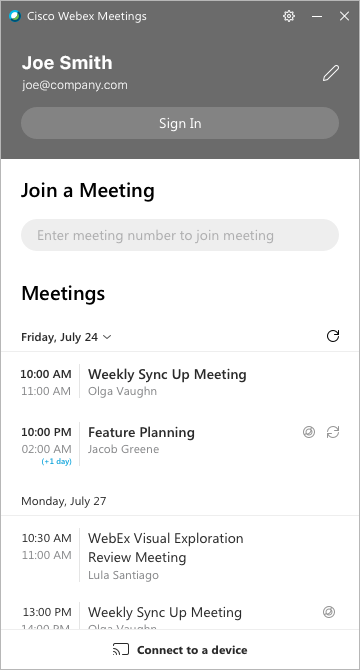 Cisco Webex Meetings
Joe Smith
joe@company.com
Sign In
Join a Meeting
Enter meeting number to join meeting
Meetings
Friday, July 24
10:00 AM Weekly Sync Up Meeting
11:00 AM Olga Vaughn
10:00 PM Feature Planning
02:00 AM Jacob Greene
(+1 day)
Monday, July 27
10:30 AM WebEx Visual Exploration
11:00 AM Review Meeting
Lula Santiago
13:00 PM Weekly Sync Up Meeting
14:00 PM Olga Vaughn
Connect to a device